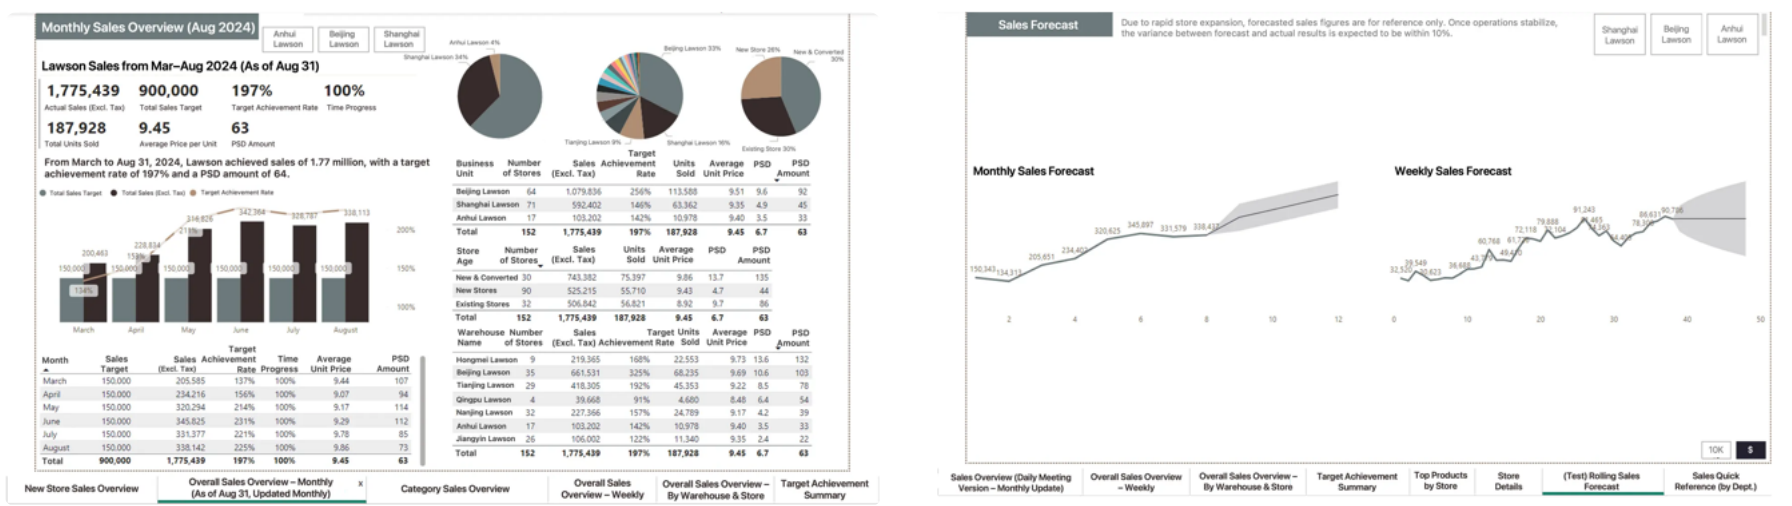 Monthly Sales Overview (Aug 2024)
Anhui
Lawson
Beijing
Lawson
Shanghai
Lawson
Lawson Sales from Mar–Aug 2024 (As of Aug 31)
1,775,439 900,000 197% 100%
Actual Sales (Excl. Tax) Total Sales Target Target Achievement Rate Time Progress
187,928 9.45 63
Total Units Sold Average Price per Unit PSD Amount
From March to Aug 31, 2024, Lawson achieved sales of 1.77 million, with a target
achievement rate of 197% and a PSD amount of 64.
Total Sales Target Total Sales (Excl. Tax) Target Achievement Rate
150,000 200,463 134%
150,000 228,834
150,000 316,826
150,000 342,364
150,000 328,787
150,000 338,113
200%
150%
100%
March April May June July August
Month Sales Target Sales (Excl. Tax) Target Achievement Rate Time Progress Average Unit Price PSD Amount
March 150,000 205,585 137% 100% 9.44 107
April 150,000 234,216 156% 100% 9.07 94
May 150,000 320,294 214% 100% 9.17 114
June 150,000 345,825 231% 100% 9.29 112
July 150,000 331,377 221% 100% 9.78 85
August 150,000 338,142 225% 100% 9.86 73
Total 900,000 1,775,439 197% 100% 9.45 63
Anhui Lawson 4%
Shanghai Lawson 34%
Beijing Lawson 33%
Tianjing Lawson 9%
Shanghai Lawson 16%
New Store 26%
New & Converted
30%
Existing Store 30%
Business Unit Number of Stores Sales (Excl. Tax) Target Achievement Rate Units Sold Average Unit Price PSD PSD Amount
Beijing Lawson 64 1,079,836 256% 113,588 9.51 9.6 92
Shanghai Lawson 71 592,402 146% 63,362 9.35 4.9 45
Anhui Lawson 17 103,202 142% 10,978 9.40 3.5 33
Total 152 1,775,439 197% 187,928 9.45 6.7 63
Store Age Number of Stores Sales (Excl. Tax) Units Sold Average Unit Price PSD PSD Amount
New & Converted 30 743,382 75,397 9.86 13.7 135
New Stores 90 525,215 55,710 9.43 4.7 44
Existing Stores 32 506,842 56,821 8.92 9.7 86
Total 152 1,775,439 187,928 9.45 6.7 63
Warehouse Name Number of Stores Sales (Excl. Tax) Target Achievement Rate Units Sold Average Unit Price PSD PSD Amount
Hongmei Lawson 9 219,365 168% 22,553 9.73 13.6 132
Beijing Lawson 35 661,531 325% 68,235 9.69 10.6 103
Tianjing Lawson 29 418,305 192% 45,353 9.22 8.5 78
Qingpu Lawson 4 39,668 91% 4,680 8.48 6.4 54
Nanjing Lawson 32 227,366 157% 24,789 9.17 4.2 39
Anhui Lawson 17 103,202 142% 10,978 9.40 3.5 33
Jiangyin Lawson 26 106,002 122% 11,340 9.35 2.4 22
Total 152 1,775,439 197% 187,928 9.45 6.7 63
New Store Sales Overview
Overall Sales Overview – Monthly
(As of Aug 31, Updated Monthly)
x
Category Sales Overview
Overall Sales
Overview – Weekly
Overall Sales Overview –
By Warehouse & Store
Target Achievement
Summary
Sales Forecast
Due to rapid store expansion, forecasted sales figures are for reference only. Once operations stabilize,
the variance between forecast and actual results is expected to be within 10%.
Shanghai
Lawson
Beijing
Lawson
Anhui
Lawson
Monthly Sales Forecast
150,343 134,313 205,651 234,402 320,625 345,897 331,579 338,437
2 4 6 8 10 12
Weekly Sales Forecast
32,520 39,549 36,688 60,768 72,118 79,888 91,243 86,631 90,786
0 10 20 30 40 50
10K $
Sales Overview (Daily Meeting
Version – Monthly Update)
Overall Sales Overview
– Weekly
Overall Sales Overview –
By Warehouse & Store
Target Achievement
Summary
Top Products
by Store
Store
Details
(Test) Rolling Sales
Forecast
Sales Quick
Reference (by Dept.)